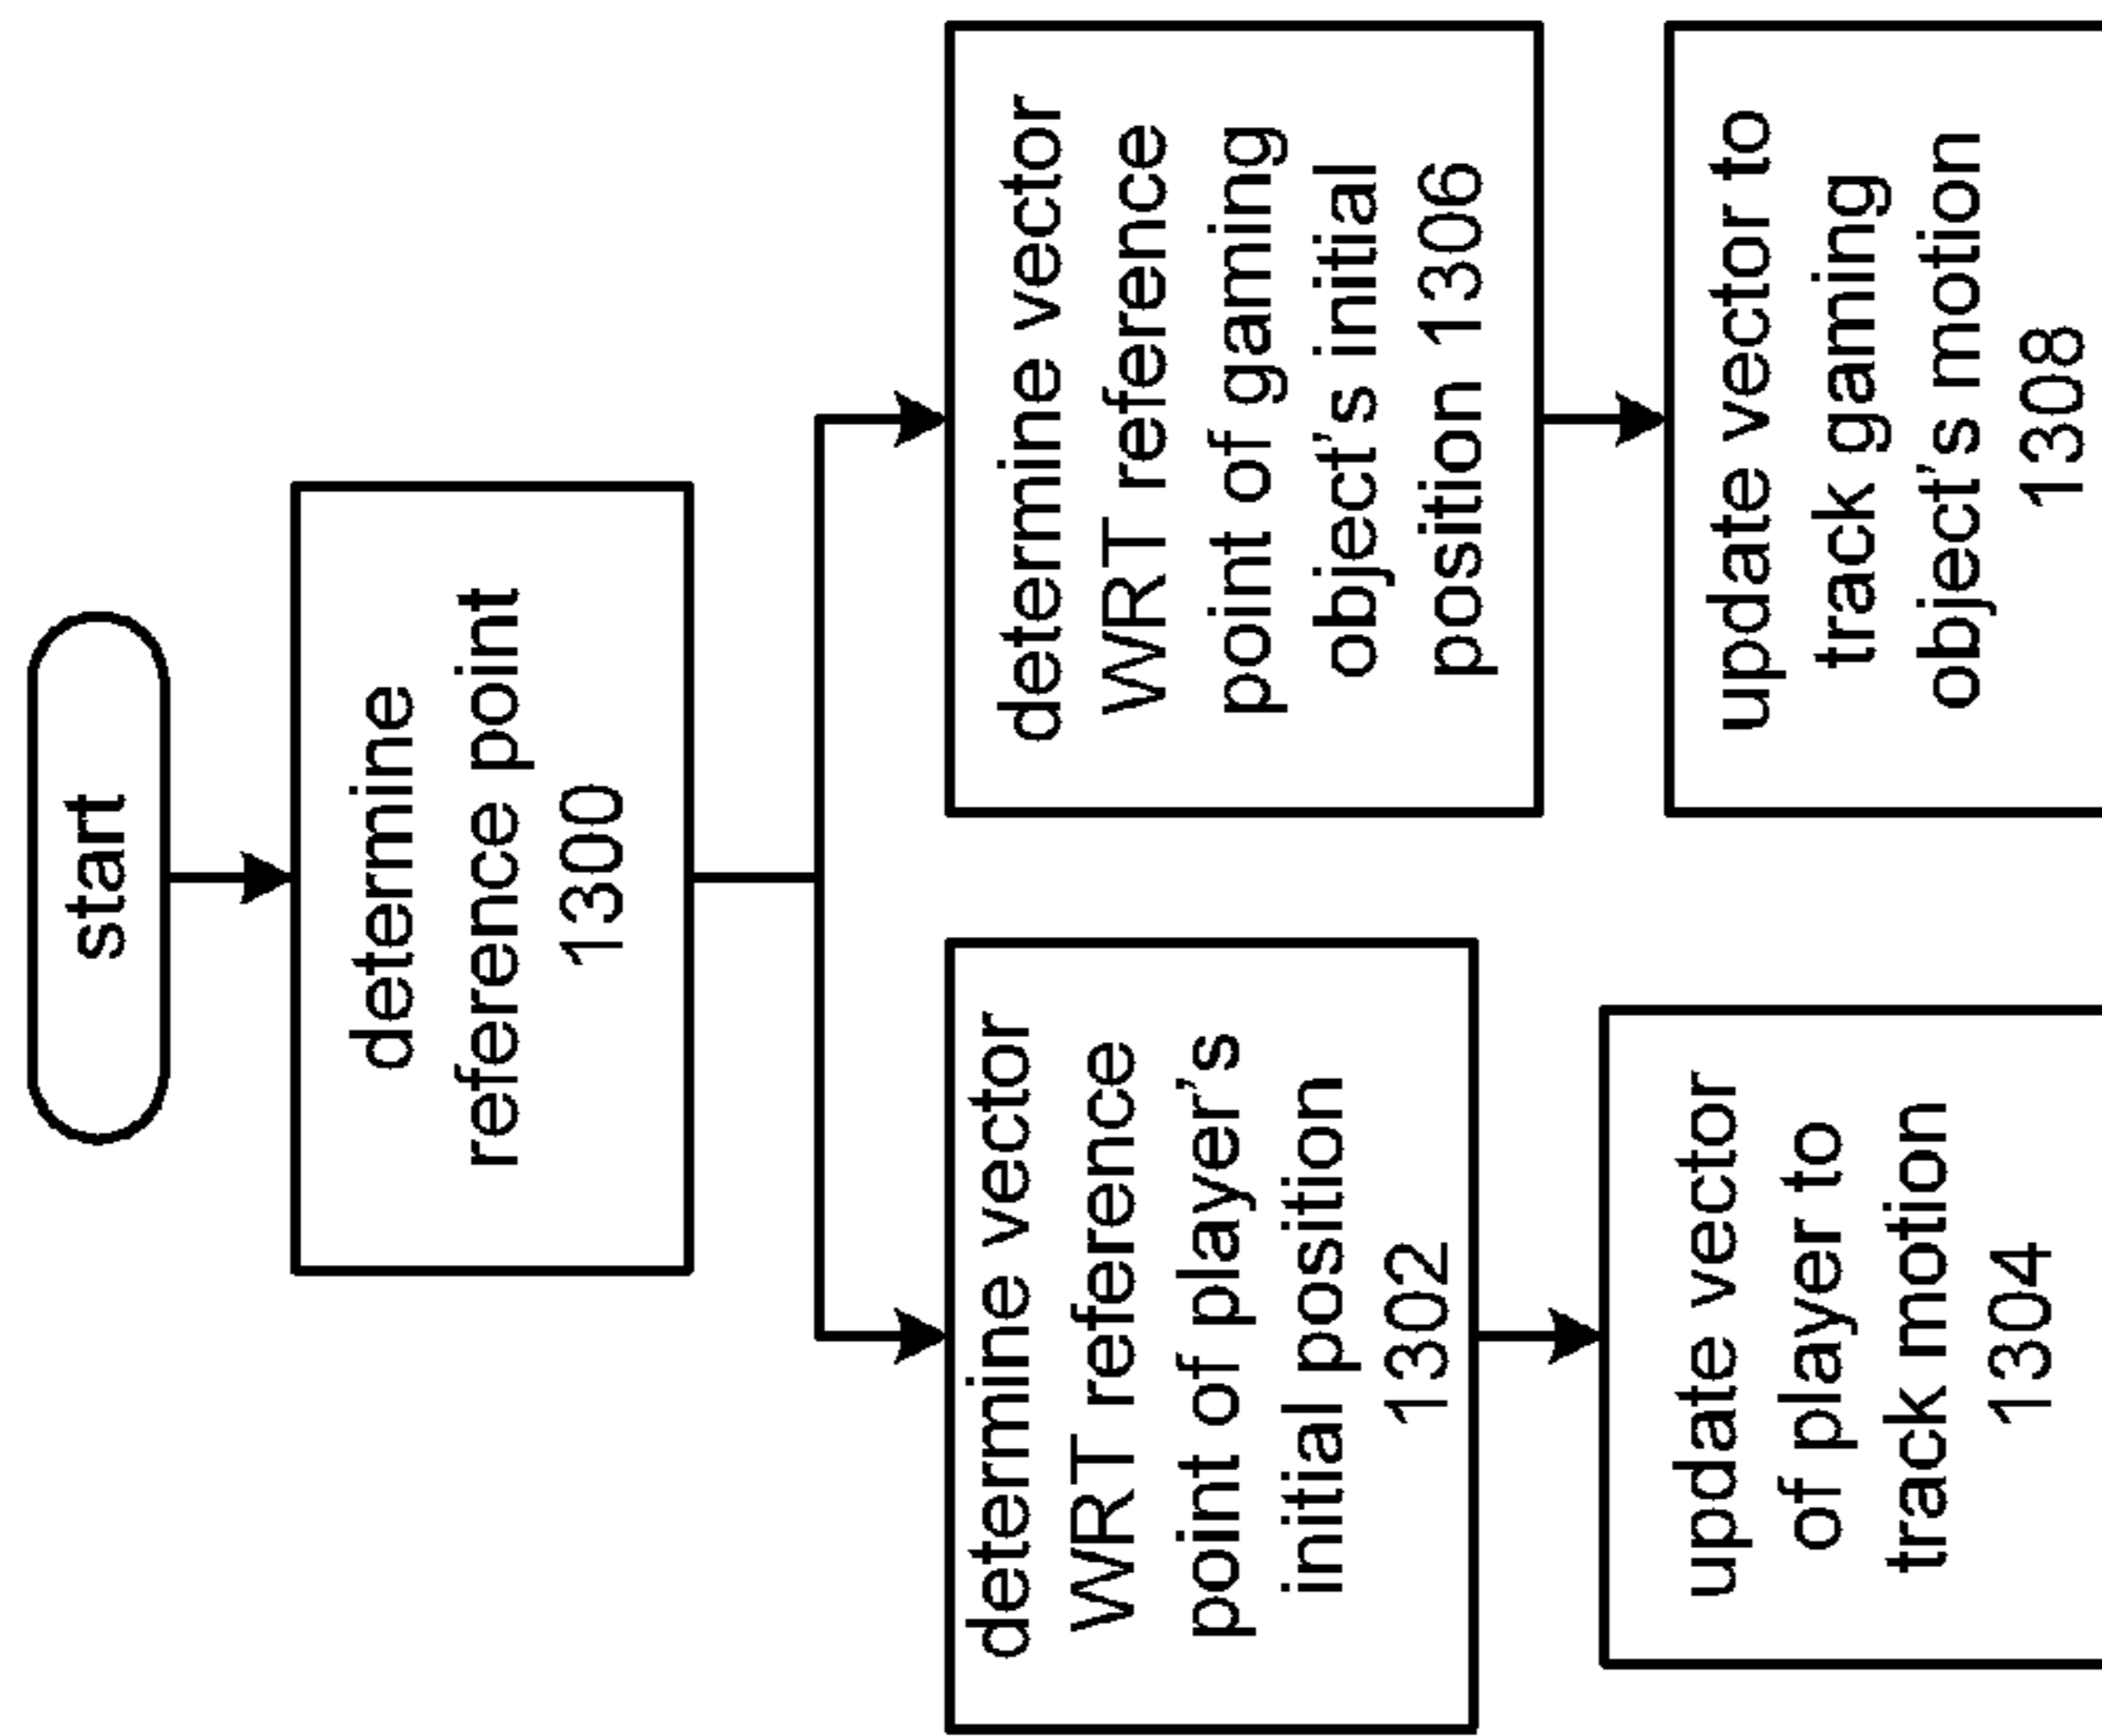 start
determine
reference point
1300
determine vector
WRT reference
point of player's
initial position
1302
update vector
of player to
track motion
1304
determine vector
WRT reference
point of gaming
object's initial
position 1306
update vector to
track gaming
object's motion
1308